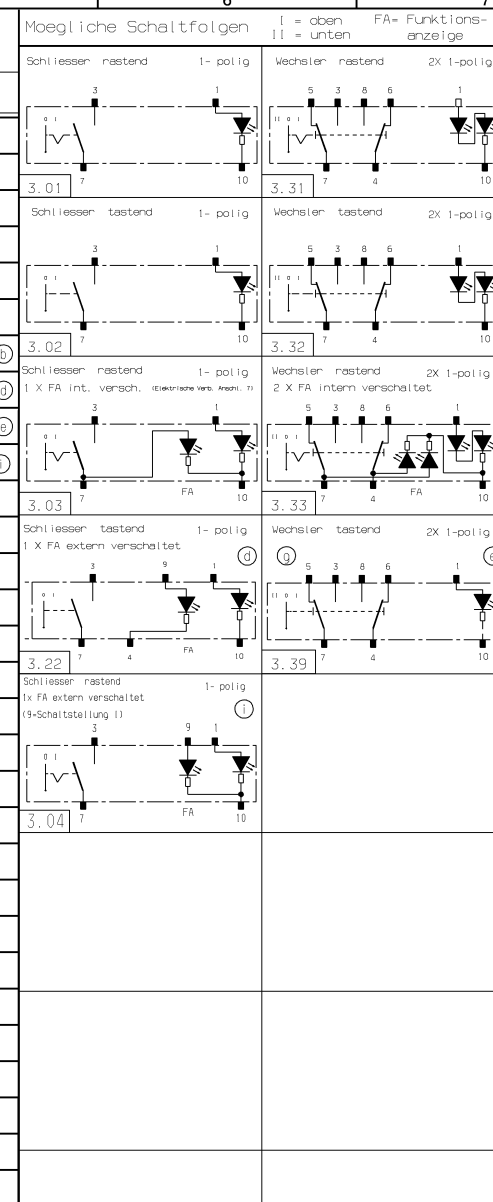 6 7
Moegliche Schaltfolgen
I = oben FA= Funktions-
II = unten anzeige
Schliesser rastend 1- polig
3 1
0 I
7 10
3.01
Wechsler rastend 2X 1-polig
5 3 8 6 1
II 0 I
7 4 10
3.31
Schliesser tastend 1- polig
3 1
0 I
7 10
3.02
Wechsler tastend 2X 1-polig
5 3 8 6 1
II 0 I
7 4 10
3.32
b
d
e
i
Schliesser rastend 1- polig
1 X FA int. versch. (Elektrische Verb. Anschl. 7)
3 1
0 I
7 FA 10
3.03
Wechsler rastend 2X 1-polig
2 X FA intern verschaltet
5 3 8 6 1
II 0 I
7 4 FA 10
3.33
Schliesser tastend 1- polig
1 X FA extern verschaltet
d
3 9 1
0 I
7 4 FA 10
3.22
Wechsler tastend 2X 1-polig
g e
5 3 8 6 1
II 0 I
7 4 10
3.39
Schliesser rastend 1- polig
1x FA extern verschaltet
(9=Schaltstellung I)
i
3 9 1
0 I
7 FA 10
3.04